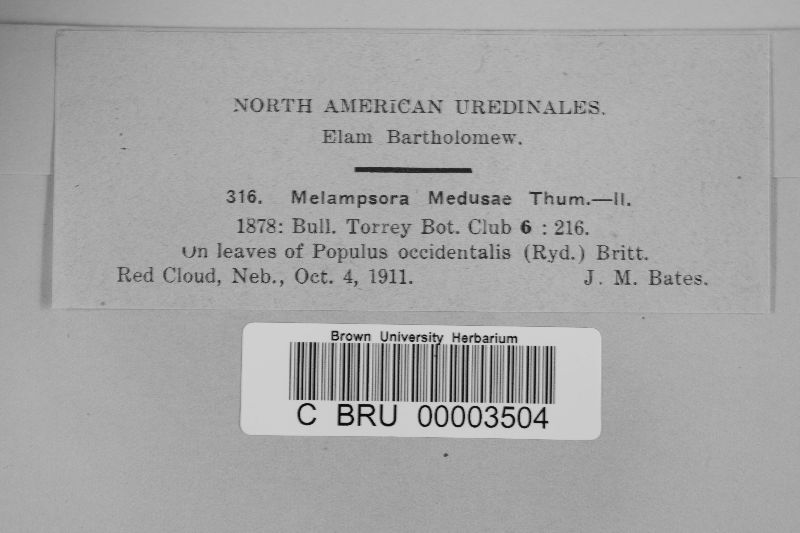 NORTH AMERICAN UREDINALES.
Elam Bartholomew.
316. Melampsora Medusae Thum.—II.
1878: Bull. Torrey Bot. Club 6 : 216.
On leaves of Populus occidentalis (Ryd.) Britt.
Red Cloud, Neb., Oct. 4, 1911. J. M. Bates.
Brown University Herbarium
C BRU 00003504